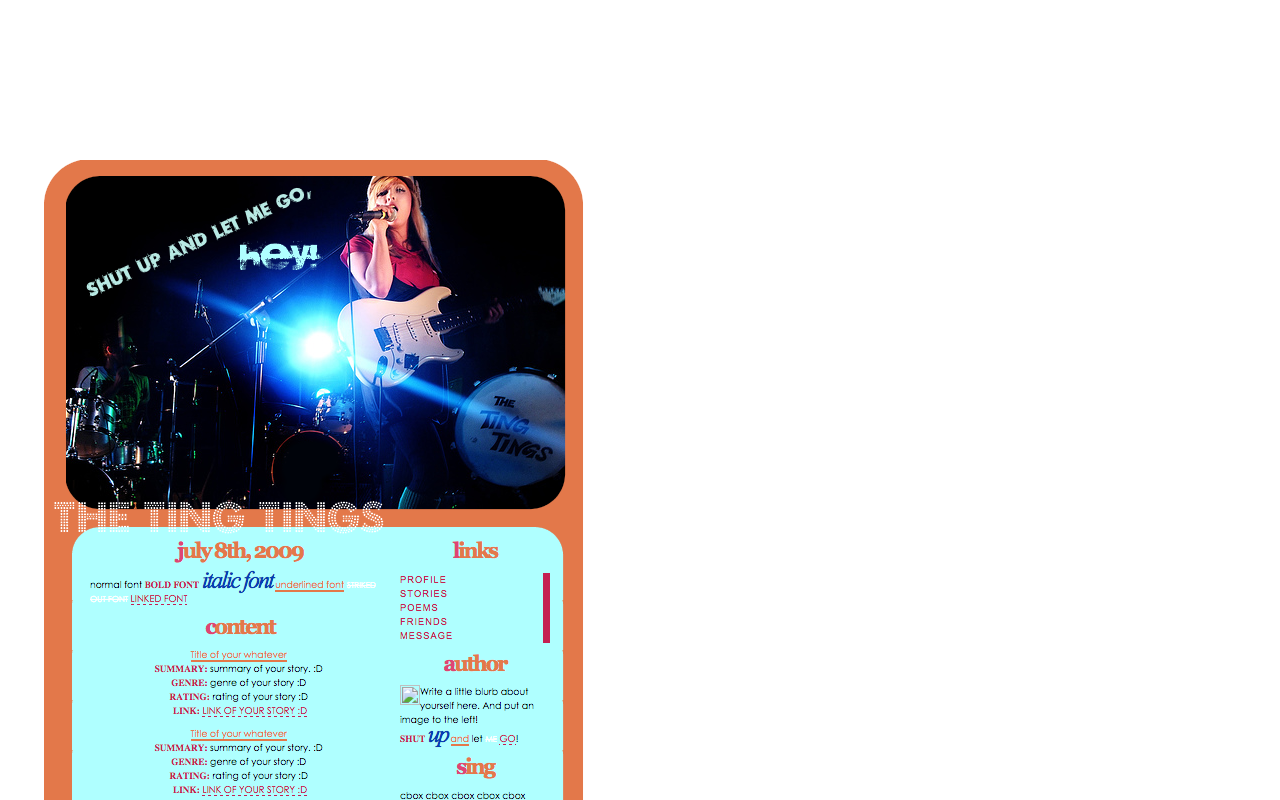 SHUT UP AND LET ME GO,
hey!
THE
TING
TINGS
THE TING TINGS
july 8th, 2009
normal font BOLD FONT italic font underlined font STRIKED
OUT FONT LINKED FONT
content
Title of your whatever
SUMMARY: summary of your story. :D
GENRE: genre of your story :D
RATING: rating of your story :D
LINK: LINK OF YOUR STORY :D
Title of your whatever
SUMMARY: summary of your story. :D
GENRE: genre of your story :D
RATING: rating of your story :D
LINK: LINK OF YOUR STORY :D
links
PROFILE
STORIES
POEMS
FRIENDS
MESSAGE
author
Write a little blurb about
yourself here. And put an
image to the left!
SHUT up and let GO!
sing
cbox cbox cbox cbox cbox